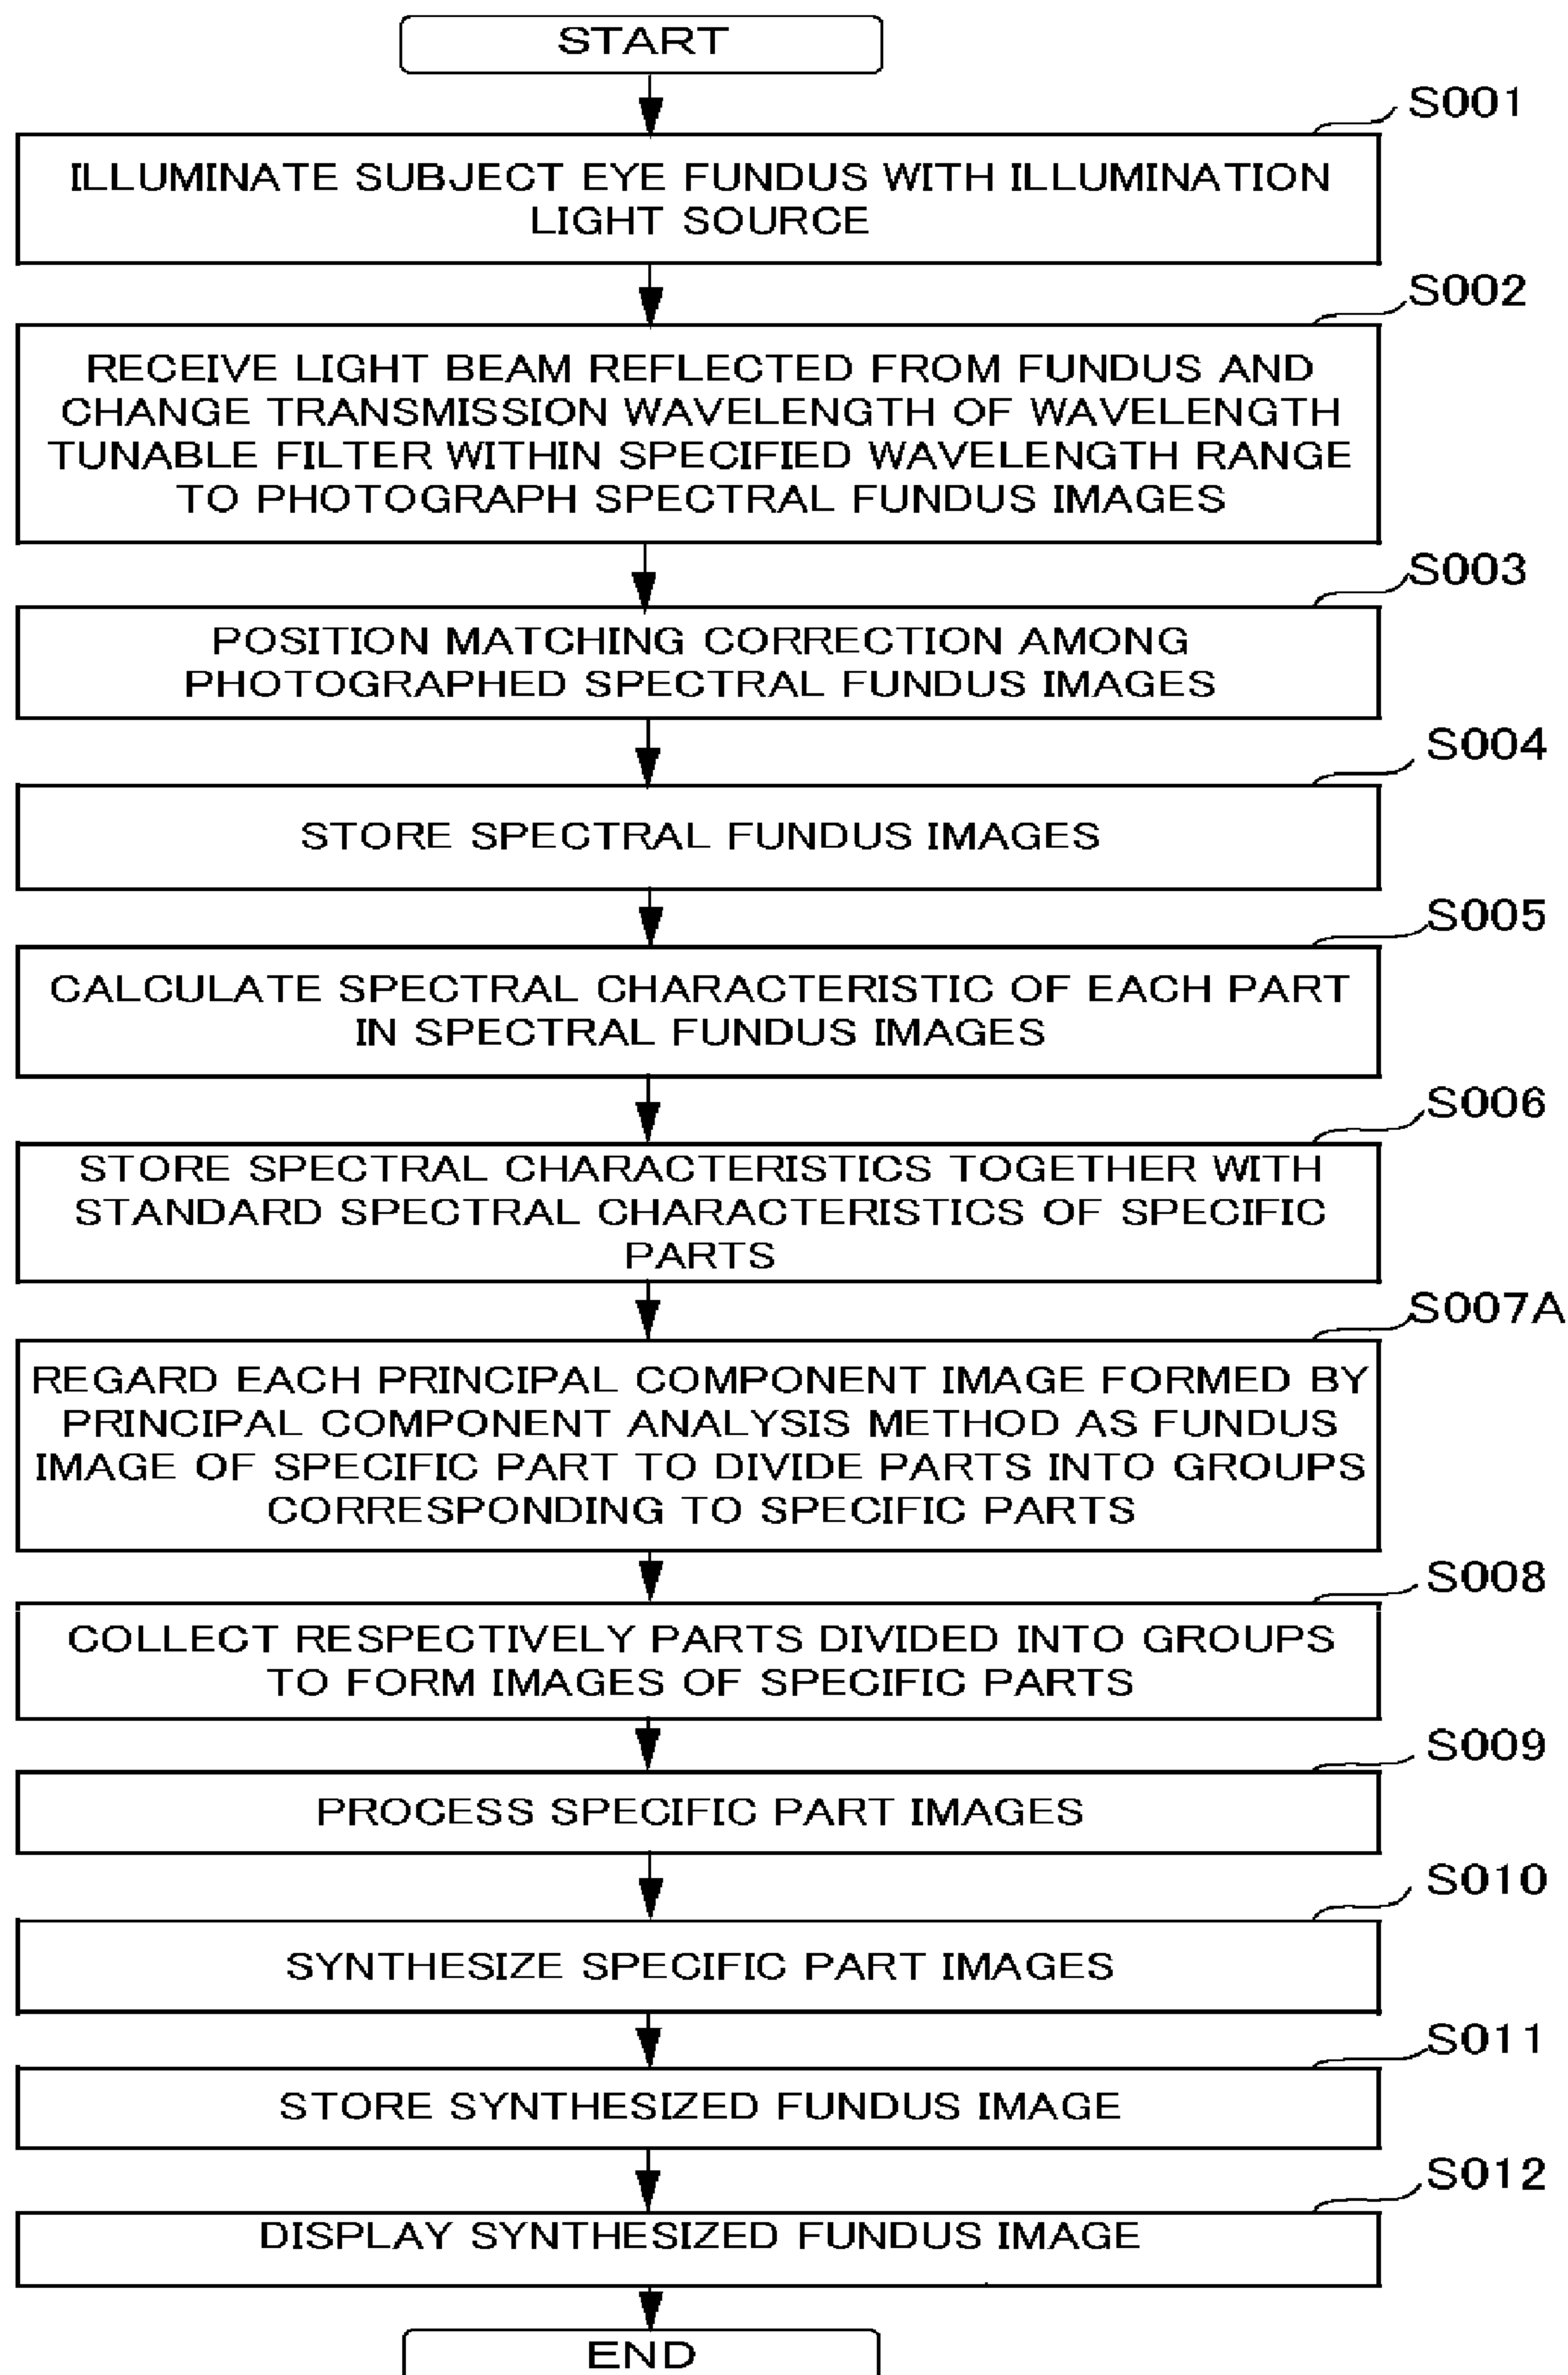 START
S001
ILLUMINATE SUBJECT EYE FUNDUS WITH ILLUMINATION
LIGHT SOURCE
S002
RECEIVE LIGHT BEAM REFLECTED FROM FUNDUS AND
CHANGE TRANSMISSION WAVELENGTH OF WAVELENGTH
TUNABLE FILTER WITHIN SPECIFIED WAVELENGTH RANGE
TO PHOTOGRAPH SPECTRAL FUNDUS IMAGES
S003
POSITION MATCHING CORRECTION AMONG
PHOTOGRAPHED SPECTRAL FUNDUS IMAGES
S004
STORE SPECTRAL FUNDUS IMAGES
S005
CALCULATE SPECTRAL CHARACTERISTIC OF EACH PART
IN SPECTRAL FUNDUS IMAGES
S006
STORE SPECTRAL CHARACTERISTICS TOGETHER WITH
STANDARD SPECTRAL CHARACTERISTICS OF SPECIFIC
PARTS
S007A
REGARD EACH PRINCIPAL COMPONENT IMAGE FORMED BY
PRINCIPAL COMPONENT ANALYSIS METHOD AS FUNDUS
IMAGE OF SPECIFIC PART TO DIVIDE PARTS INTO GROUPS
CORRESPONDING TO SPECIFIC PARTS
S008
COLLECT RESPECTIVELY PARTS DIVIDED INTO GROUPS
TO FORM IMAGES OF SPECIFIC PARTS
S009
PROCESS SPECIFIC PART IMAGES
S010
SYNTHESIZE SPECIFIC PART IMAGES
S011
STORE SYNTHESIZED FUNDUS IMAGE
S012
DISPLAY SYNTHESIZED FUNDUS IMAGE
END